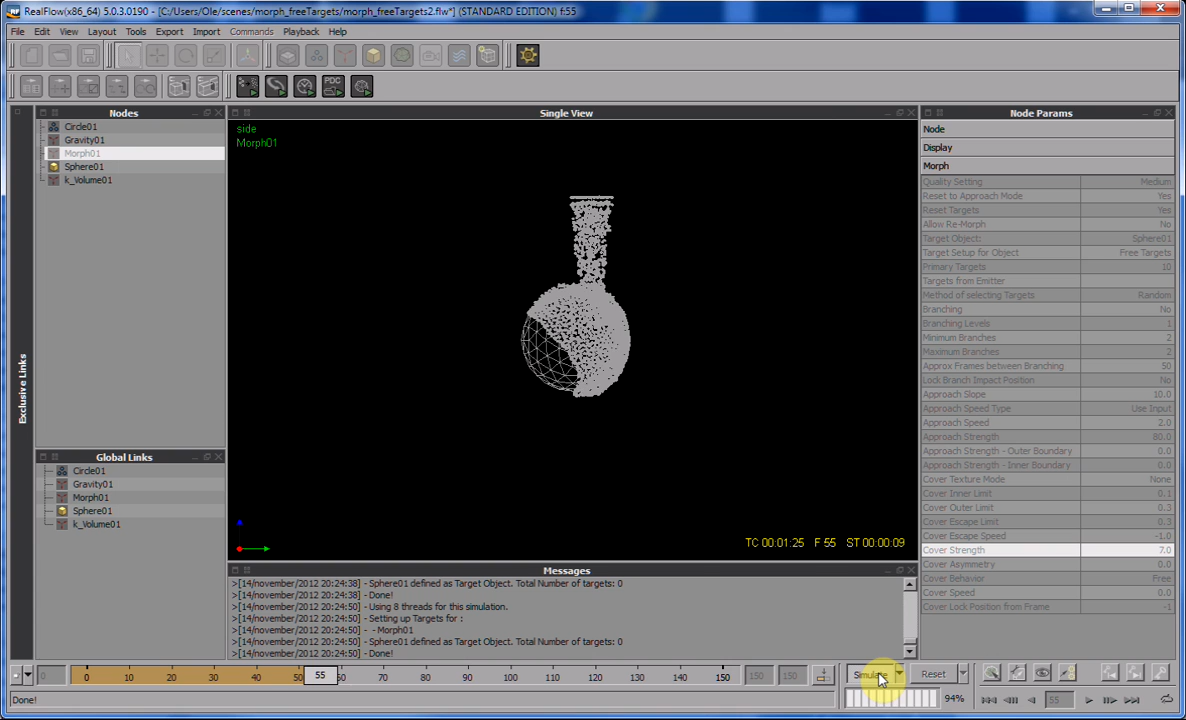 RealFlow(x86_64) 5.0.3.0190 - [C:/Users/Ole/scenes/morph_freeTargets/morph_freeTargets2.flw*] (STANDARD EDITION) f:55
File Edit View Layout Tools Export Import Commands Playback Help
PDC
Nodes
Circle01
Gravity01
Morph01
Sphere01
k_Volume01
Exclusive Links
Global Links
Circle01
Gravity01
Morph01
Sphere01
k_Volume01
Single View
side
Morph01
TC 00:01:25 F 55 ST 00:00:09
Messages
>[14/november/2012 20:24:38] - Sphere01 defined as Target Object. Total Number of targets: 0
>[14/november/2012 20:24:38] - Done!
>[14/november/2012 20:24:50] - Using 8 threads for this simulation.
>[14/november/2012 20:24:50] - Setting up Targets for :
>[14/november/2012 20:24:50] - - Morph01
>[14/november/2012 20:24:50] - Sphere01 defined as Target Object. Total Number of targets: 0
>[14/november/2012 20:24:50] - Done!
Node Params
Node
Display
Morph
Quality Setting Medium
Reset to Approach Mode Yes
Reset Targets Yes
Allow Re-Morph No
Target Object: Sphere01
Target Setup for Object Free Targets
Primary Targets 10
Targets from Emitter
Method of selecting Targets Random
Branching No
Branching Levels 1
Minimum Branches 2
Maximum Branches 2
Approx Frames between Branching 50
Lock Branch Impact Position No
Approach Slope 10.0
Approach Speed Type Use Input
Approach Speed 2.0
Approach Strength 80.0
Approach Strength - Outer Boundary 0.0
Approach Strength - Inner Boundary 0.0
Cover Texture Mode None
Cover Inner Limit 0.1
Cover Outer Limit 0.3
Cover Escape Limit 0.3
Cover Escape Speed -1.0
Cover Strength 7.0
Cover Asymmetry 0.0
Cover Behavior Free
Cover Speed 0.0
Cover Lock Position from Frame -1
0 0 10 20 30 40 50 55 60 70 80 90 100 110 120 130 140 150 150 150
Simulate Reset
Done!
94% 55